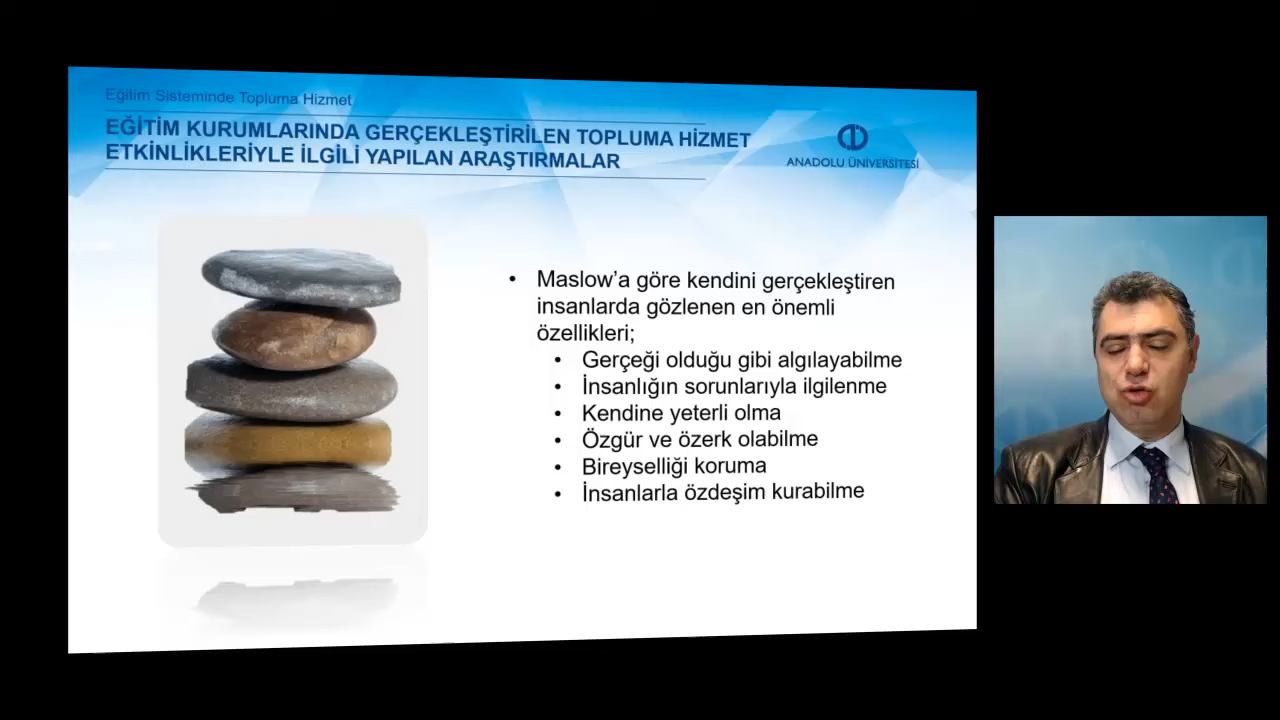 Eğitim Sisteminde Topluma Hizmet
EĞİTİM KURUMLARINDA GERÇEKLEŞTİRİLEN TOPLUMA HİZMET
ETKİNLİKLERİYLE İLGİLİ YAPILAN ARAŞTIRMALAR
ANADOLU ÜNİVERSİTESİ
• Maslow’a göre kendini gerçekleştiren
insanlarda gözlenen en önemli
özellikleri;
• Gerçeği olduğu gibi algılayabilme
• İnsanlığın sorunlarıyla ilgilenme
• Kendine yeterli olma
• Özgür ve özerk olabilme
• Bireyselliği koruma
• İnsanlarla özdeşim kurabilme